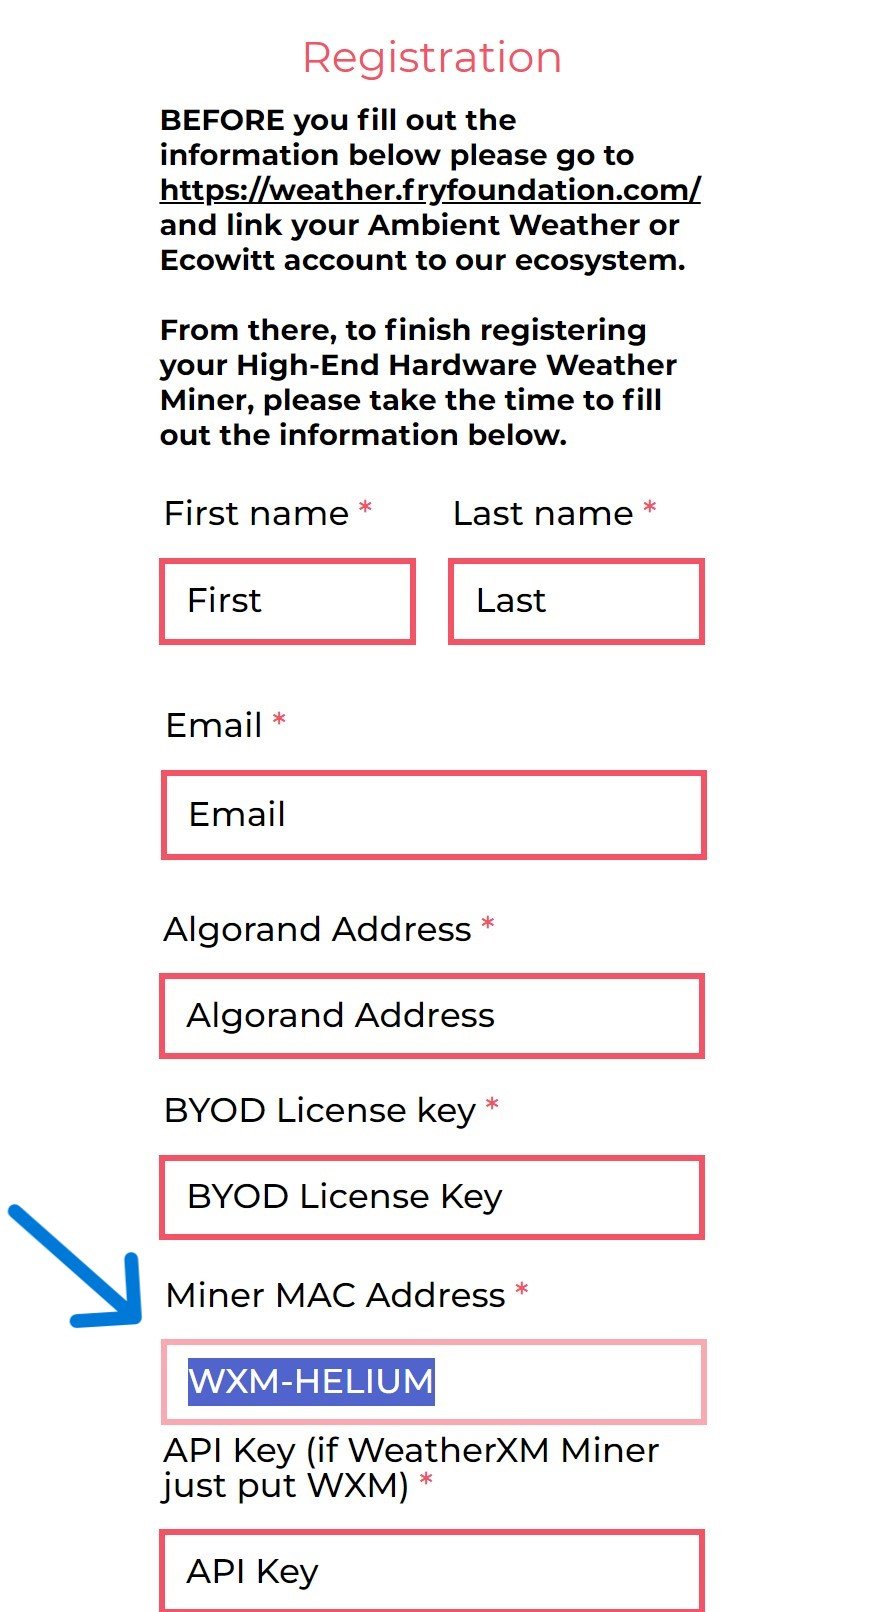 Registration
BEFORE you fill out the
information below please go to
https://weather.fryfoundation.com/
and link your Ambient Weather or
Ecowitt account to our ecosystem.
From there, to finish registering
your High-End Hardware Weather
Miner, please take the time to fill
out the information below.
First name * Last name *
First Last
Email *
Email
Algorand Address *
Algorand Address
BYOD License key *
BYOD License Key
Miner MAC Address *
WXM-HELIUM
API Key (if WeatherXM Miner
just put WXM) *
API Key